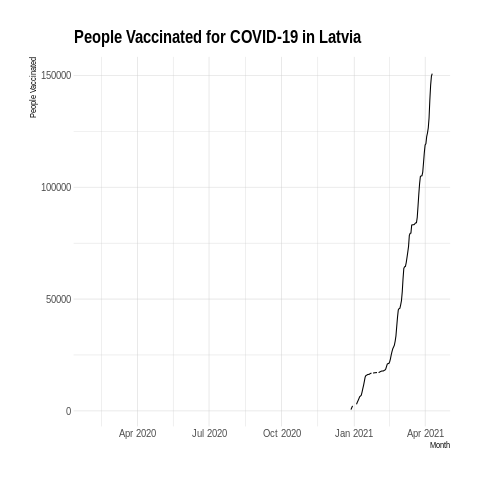 People Vaccinated for COVID-19 in Latvia
People Vaccinated
150000
100000
50000
0
Apr 2020 Jul 2020 Oct 2020 Jan 2021 Apr 2021
Month